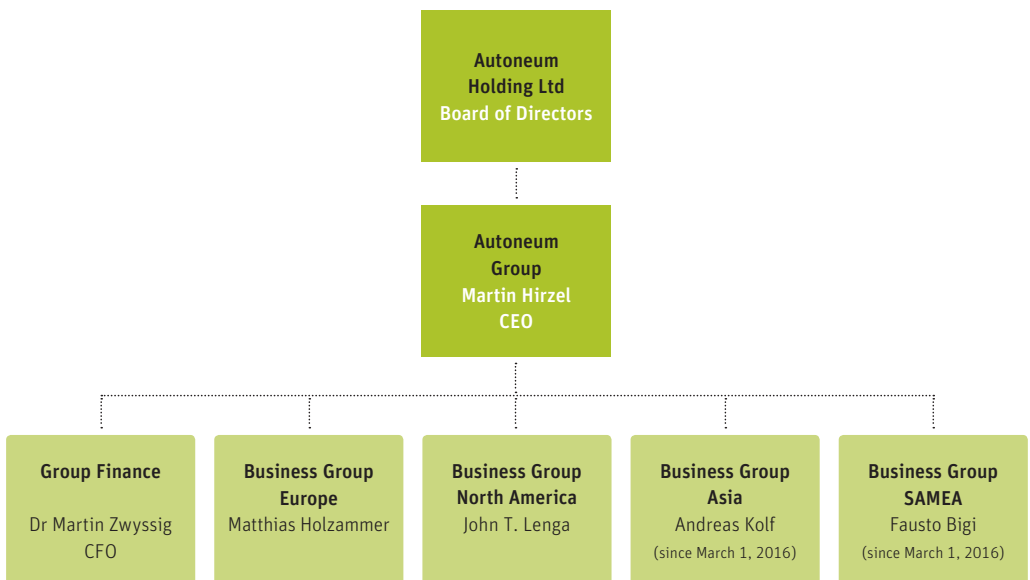 Autoneum
Holding Ltd
Board of Directors
Autoneum
Group
Martin Hirzel
CEO
Group Finance
Dr Martin Zwyssig
CFO
Business Group
Europe
Matthias Holzammer
Business Group
North America
John T. Lenga
Business Group
Asia
Andreas Kolf
(since March 1, 2016)
Business Group
SAMEA
Fausto Bigi
(since March 1, 2016)